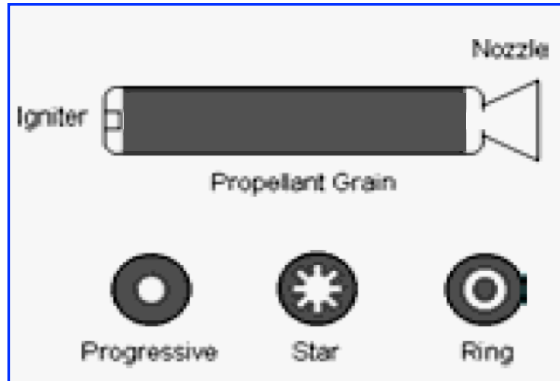 Nozzle
Igniter
Propellant Grain
Progressive
Star
Ring